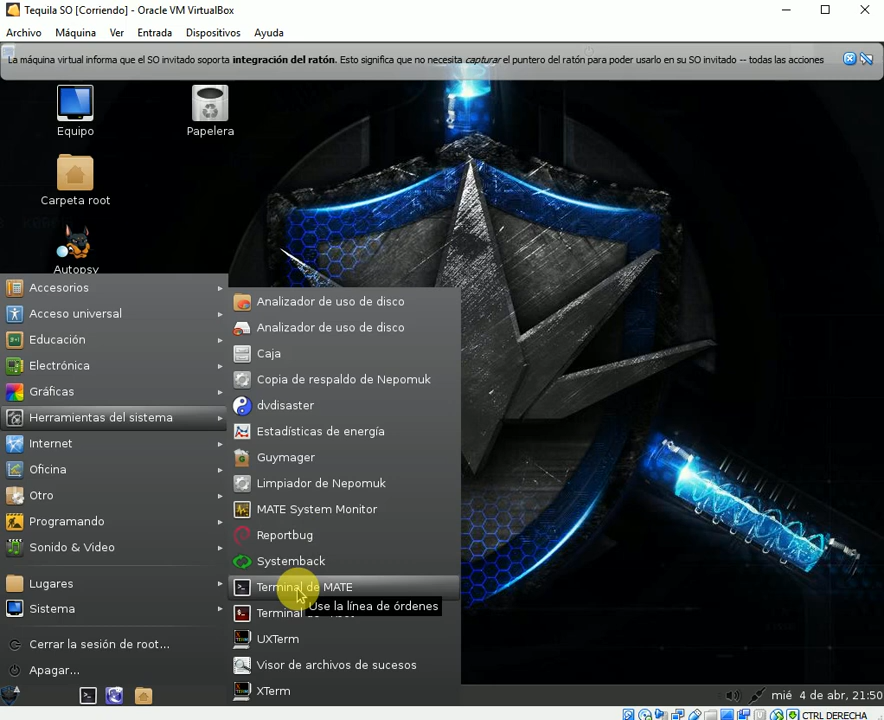 Tequila SO [Corriendo] - Oracle VM VirtualBox
Archivo Máquina Ver Entrada Dispositivos Ayuda
La máquina virtual informa que el SO invitado soporta integración del ratón. Esto significa que no necesita capturar el puntero del ratón para poder usarlo en su SO invitado -- todas las acciones
Equipo
Papelera
Carpeta root
Autopsy
Accesorios
Acceso universal
Educación
Electrónica
Gráficas
Herramientas del sistema
Internet
Oficina
Otro
Programando
Sonido & Video
Lugares
Sistema
Cerrar la sesión de root...
Apagar...
Analizador de uso de disco
Analizador de uso de disco
Caja
Copia de respaldo de Nepomuk
dvdisaster
Estadísticas de energía
Guymager
Limpiador de Nepomuk
MATE System Monitor
Reportbug
Systemback
Terminal de MATE
Use la línea de órdenes
Terminal
UXTerm
Visor de archivos de sucesos
XTerm
mié 4 de abr, 21:50
CTRL DERECHA